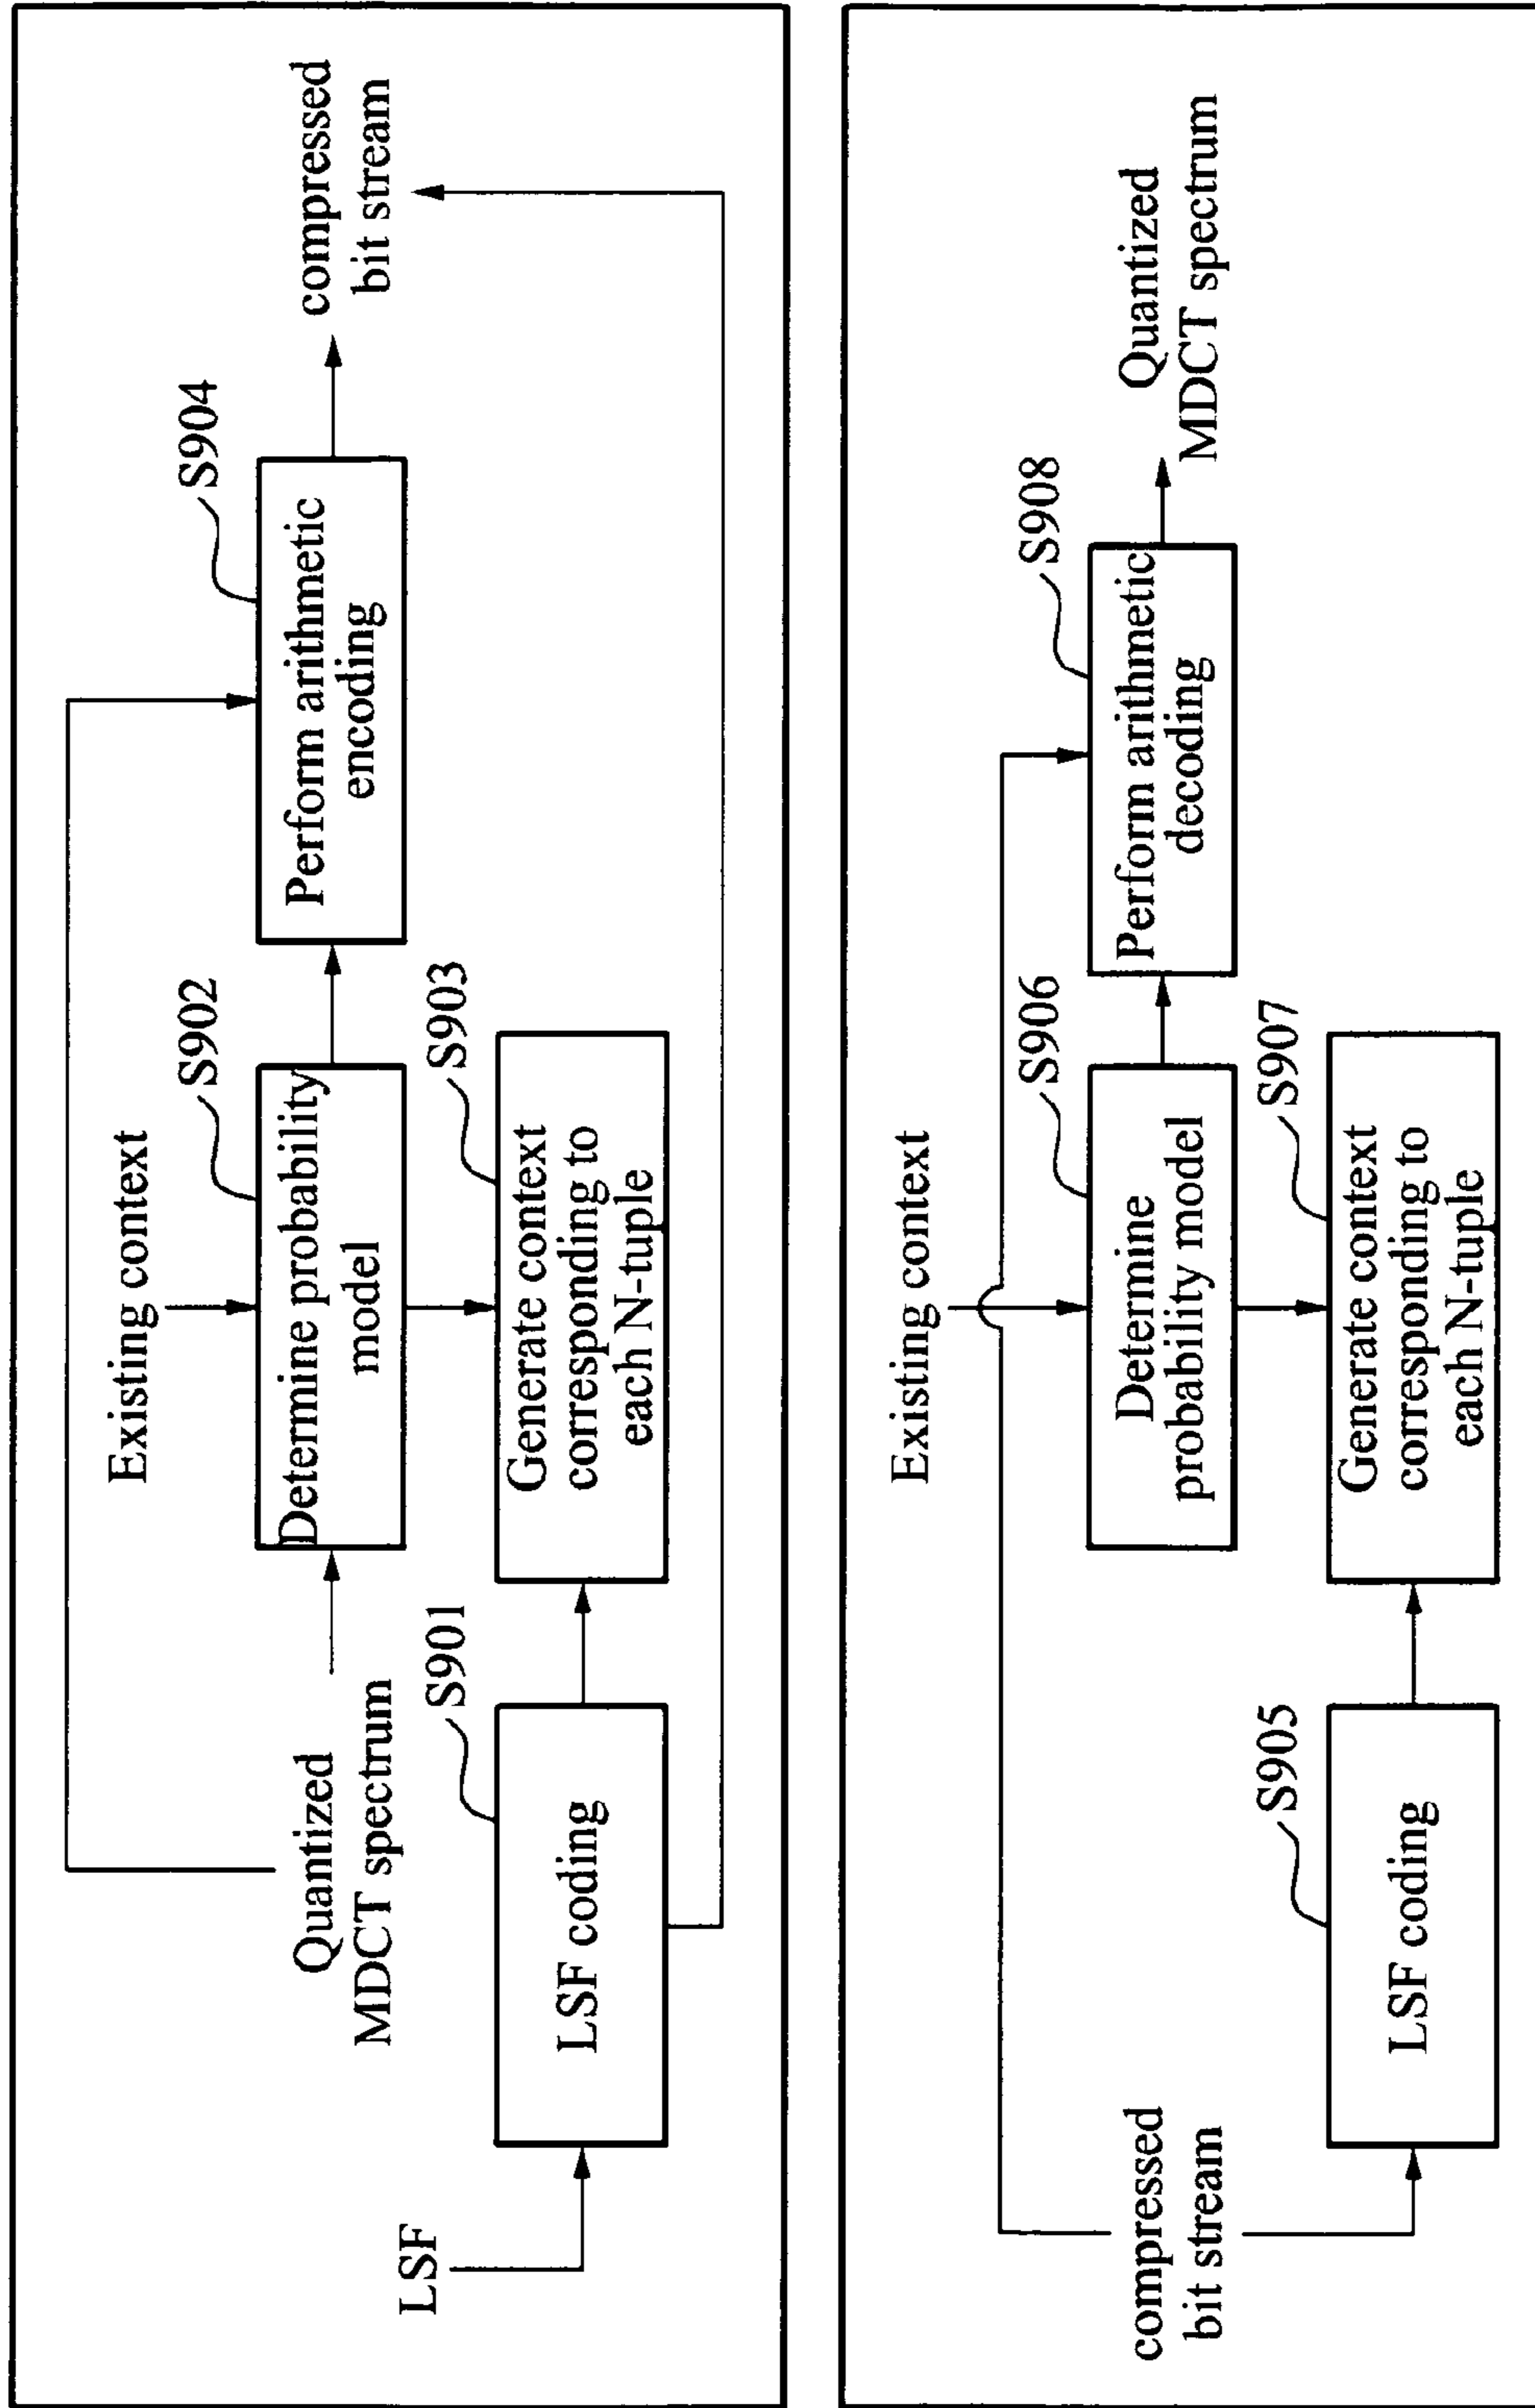 Existing context
S902
Determine probability
model
Quantized
MDCT spectrum
S904
Perform arithmetic
encoding
compressed
bit stream
LSF
S901
LSF coding
S903
Generate context
corresponding to
each N-tuple
Existing context
S906
Determine
probability model
S908
Perform arithmetic
decoding
Quantized
MDCT spectrum
compressed
bit stream
S905
LSF coding
S907
Generate context
corresponding to
each N-tuple